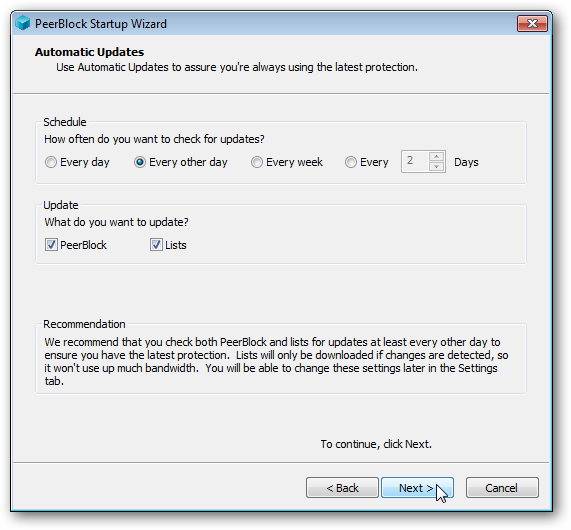 PeerBlock Startup Wizard
Automatic Updates
Use Automatic Updates to assure you're always using the latest protection.
Schedule
How often do you want to check for updates?
Every day Every other day Every week Every 2 Days
Update
What do you want to update?
PeerBlock Lists
Recommendation
We recommend that you check both PeerBlock and lists for updates at least every other day to
ensure you have the latest protection. Lists will only be downloaded if changes are detected, so
it won't use up much bandwidth. You will be able to change these settings later in the Settings
tab.
To continue, click Next.
< Back Next > Cancel